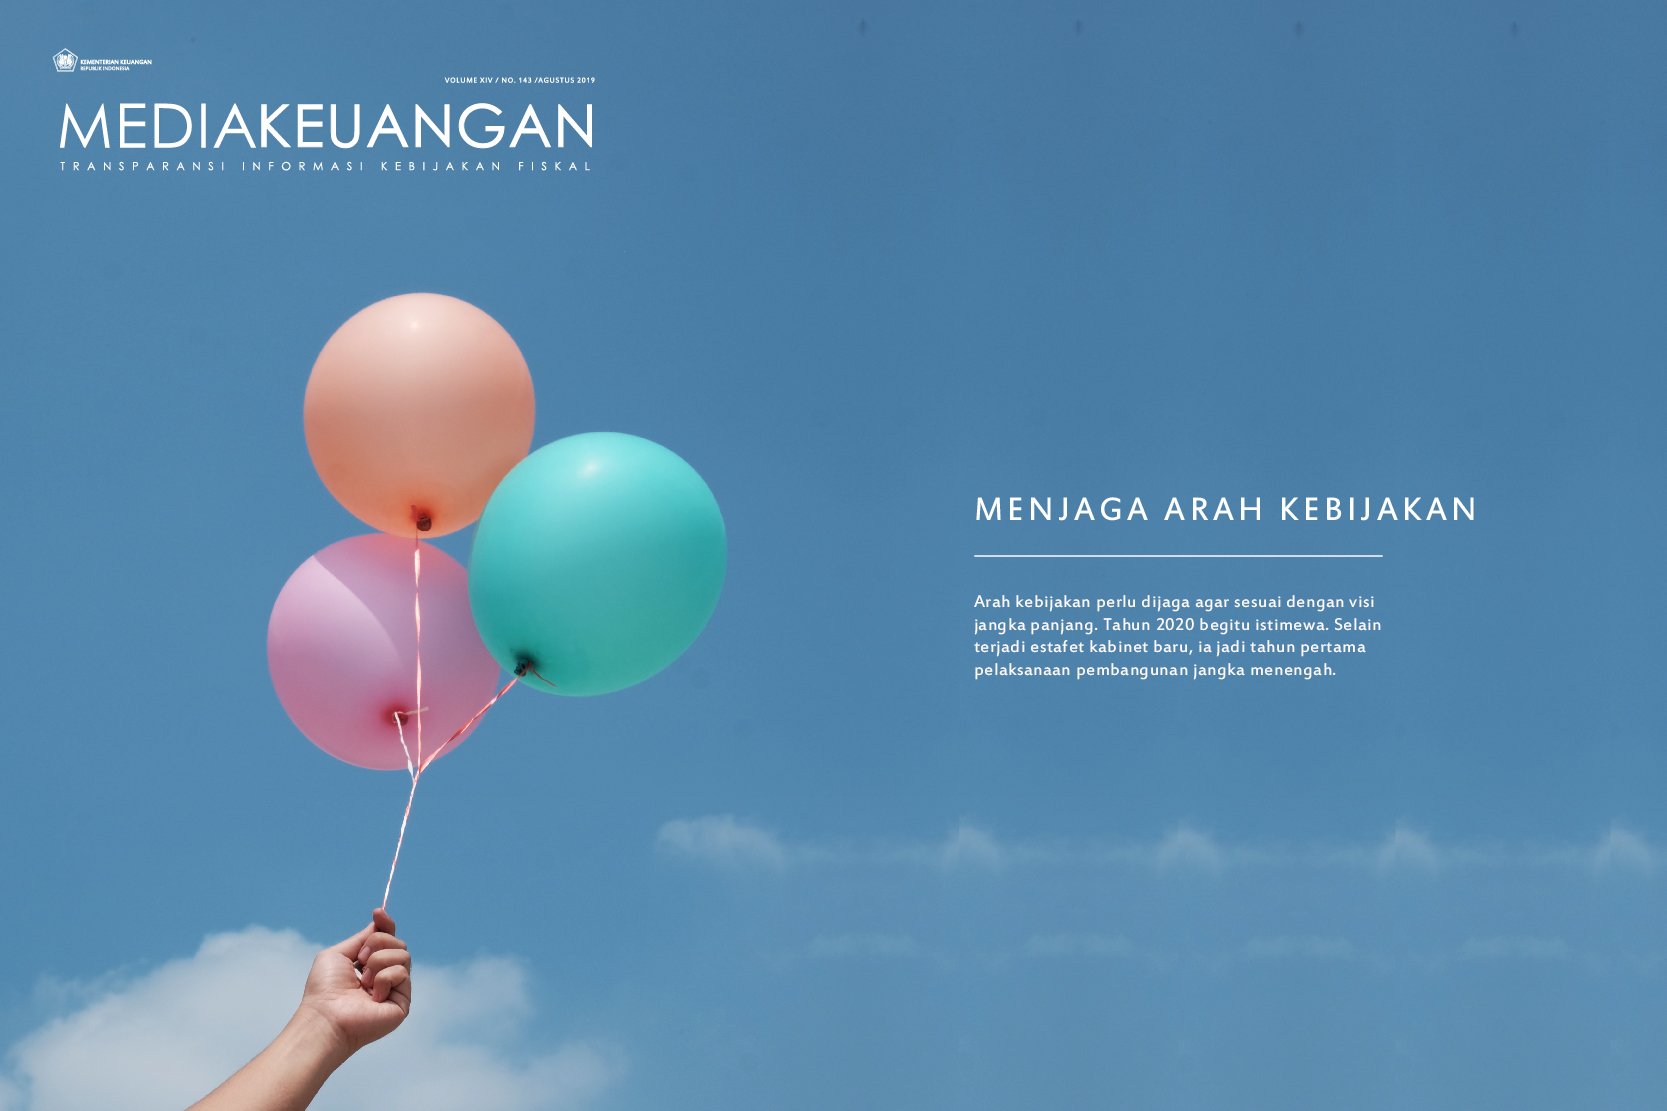 KEMENTERIAN KEUANGAN
REPUBLIK INDONESIA
VOLUME XIV / NO. 143 /AGUSTUS 2019
MEDIAKEUANGAN
TRANSPARANSI INFORMASI KEBIJAKAN FISKAL
MENJAGA ARAH KEBIJAKAN
Arah kebijakan perlu dijaga agar sesuai dengan visi
jangka panjang. Tahun 2020 begitu istimewa. Selain
terjadi estafet kabinet baru, ia jadi tahun pertama
pelaksanaan pembangunan jangka menengah.